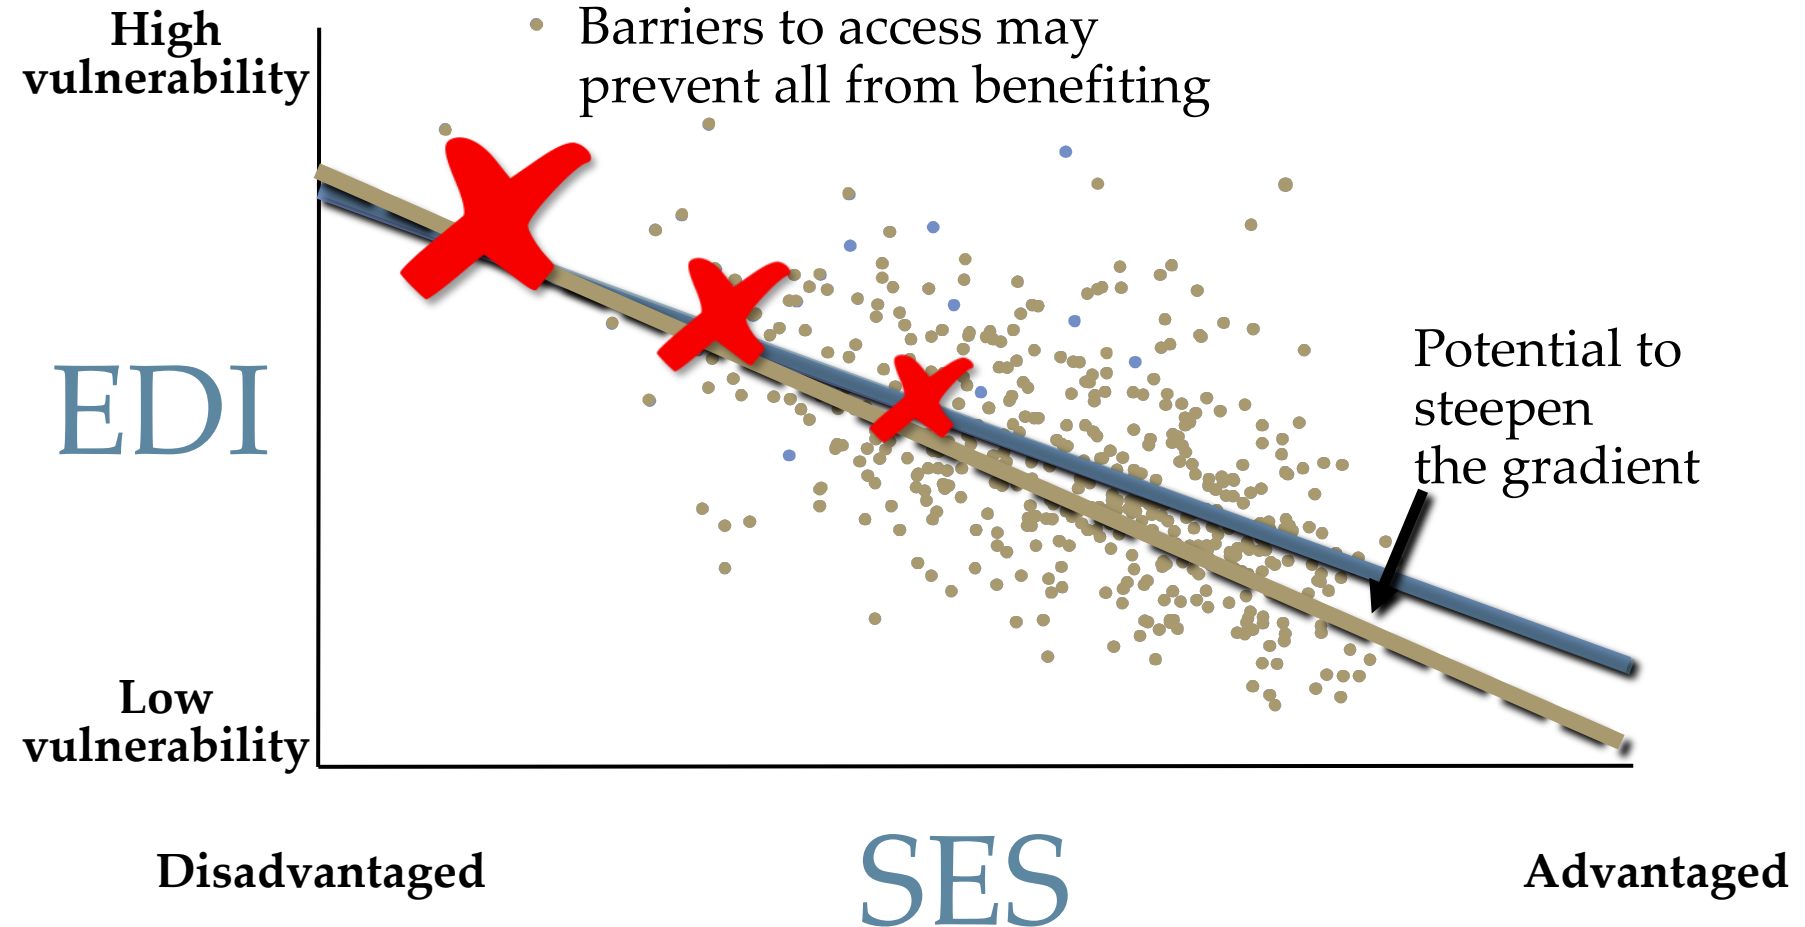 High
vulnerability
Barriers to access may
prevent all from benefiting
EDI
Potential to
steepen
the gradient
Low
vulnerability
Disadvantaged
SES
Advantaged